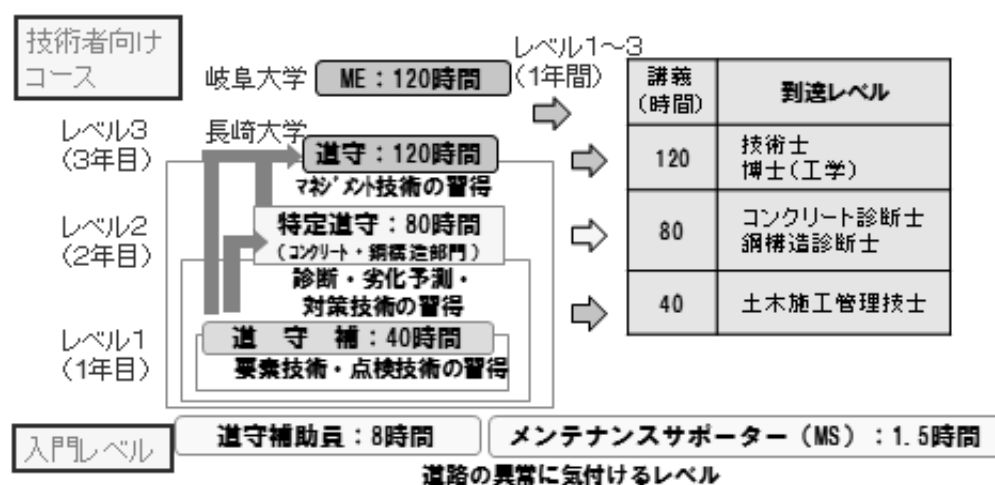 技術者向け
コース
レベル1～3
(1年間)
岐阜大学
ME：120時間
レベル3
(3年目)
長崎大学
道守：120時間
マネジメント技術の習得
レベル2
(2年目)
特定道守：80時間
(コンクリート・鋼構造部門)
診断・劣化予測・
対策技術の習得
レベル1
(1年目)
道 守 補：40時間
要素技術・点検技術の習得
講義
(時間)
到達レベル
120
技術士
博士(工学)
80
コンクリート診断士
鋼構造診断士
40
土木施工管理技士
入門レベル
道守補助員：8時間
メンテナンスサポーター（MS）：1.5時間
道路の異常に気付けるレベル